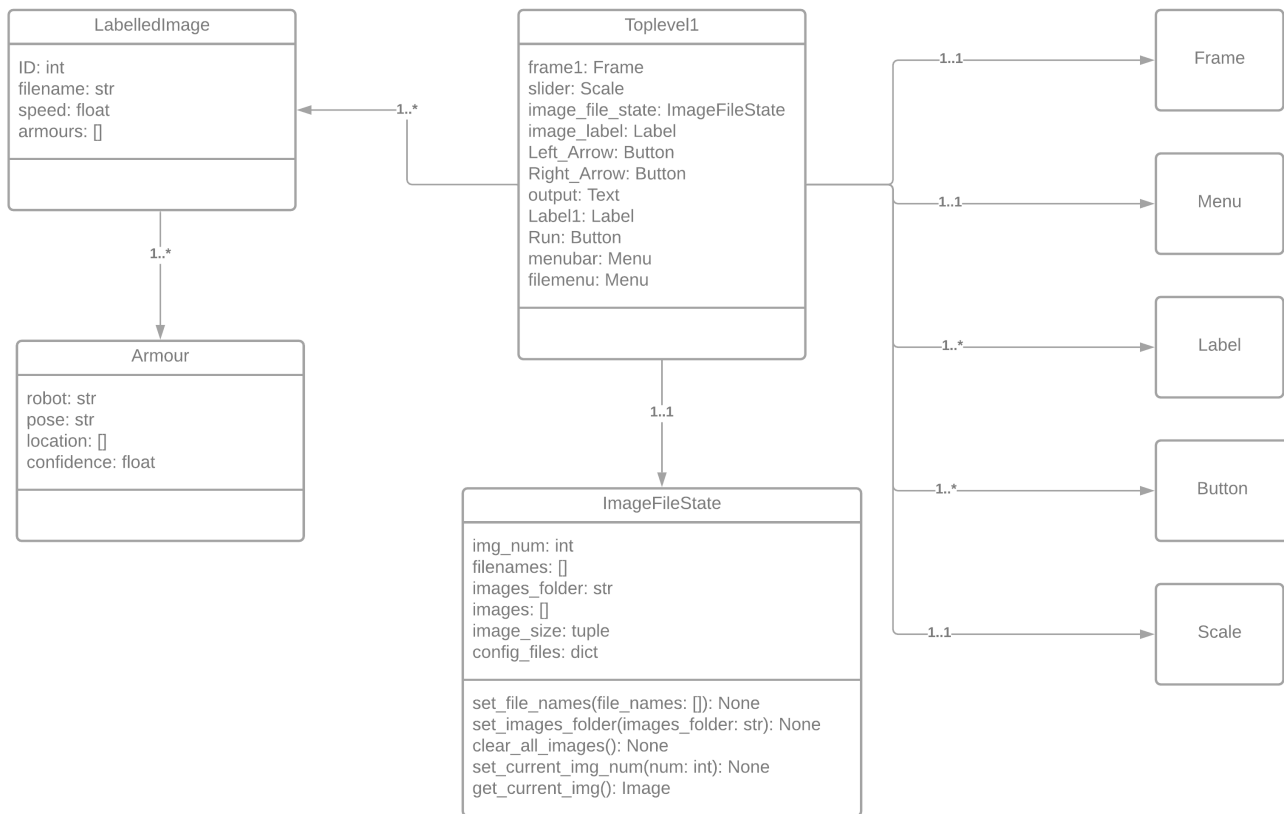 LabelledImage
ID: int
filename: str
speed: float
armours: []
1..*
Armour
robot: str
pose: str
location: []
confidence: float
1..*
Toplevel1
frame1: Frame
slider: Scale
image_file_state: ImageFileState
image_label: Label
Left_Arrow: Button
Right_Arrow: Button
output: Text
Label1: Label
Run: Button
menubar: Menu
filemenu: Menu
1..1
ImageFileState
img_num: int
filenames: []
images_folder: str
images: []
image_size: tuple
config_files: dict
set_file_names(file_names: []): None
set_images_folder(images_folder: str): None
clear_all_images(): None
set_current_img_num(num: int): None
get_current_img(): Image
1..1
Frame
1..1
Menu
1..*
Label
1..*
Button
1..1
Scale